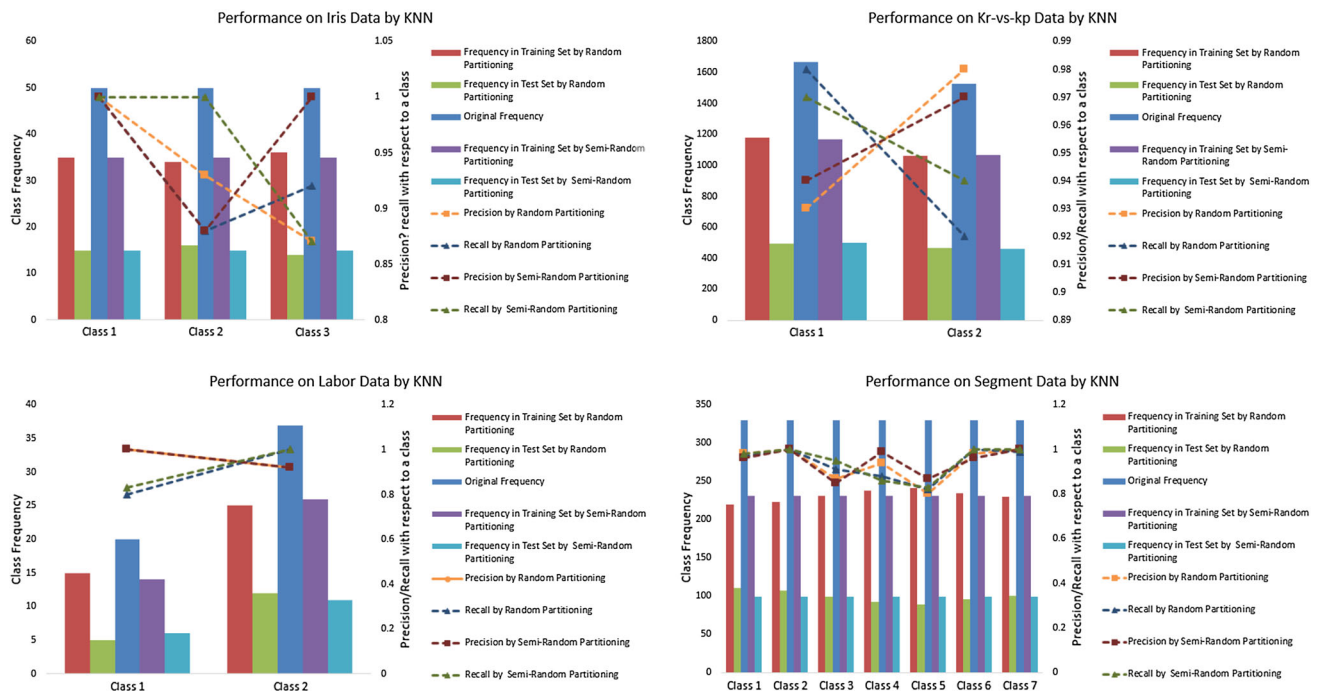 Performance on Iris Data by KNN
60
50
40
30
20
10
0
Class Frequency
Class 1
Class 2
Class 3
1.05
1
0.95
0.9
0.85
0.8
Precision? recall with respect to a class
Frequency in Training Set by Random
Partitioning
Frequency in Test Set by Random
Partitioning
Original Frequency
Frequency in Training Set by Semi-Random
Partitioning
Frequency in Test Set by Semi-Random
Partitioning
Precision by Random Partitioning
Recall by Random Partitioning
Precision by Semi-Random Partitioning
Recall by Semi-Random Partitioning
Performance on Kr-vs-kp Data by KNN
1800
1600
1400
1200
1000
800
600
400
200
0
Class Frequency
Class 1
Class 2
0.99
0.98
0.97
0.96
0.95
0.94
0.93
0.92
0.91
0.9
0.89
Precision/Recall with respect to a class
Frequency in Training Set by Random
Partitioning
Frequency in Test Set by Random
Partitioning
Original Frequency
Frequency in Training Set by Semi-
Random Partitioning
Frequency in Test Set by Semi-Random
Partitioning
Precision by Random Partitioning
Recall by Random Partitioning
Precision by Semi-Random Partitioning
Recall by Semi-Random Partitioning
Performance on Labor Data by KNN
40
35
30
25
20
15
10
5
0
Class Frequency
Class 1
Class 2
1.2
1
0.8
0.6
0.4
0.2
0
Precision/Recall with respect to a class
Frequency in Training Set by Random
Partitioning
Frequency in Test Set by Random
Partitioning
Original Frequency
Frequency in Training Set by Semi-Random
Partitioning
Frequency in Test Set by Semi-Random
Partitioning
Precision by Random Partitioning
Recall by Random Partitioning
Precision by Semi-Random Partitioning
Recall by Semi-Random Partitioning
Performance on Segment Data by KNN
350
300
250
200
150
100
50
0
Class Frequency
Class 1
Class 2
Class 3
Class 4
Class 5
Class 6
Class 7
1.2
1
0.8
0.6
0.4
0.2
0
Precision/Recall with respect to a class
Frequency in Training Set by Random
Partitioning
Frequency in Test Set by Random
Partitioning
Original Frequency
Frequency in Training Set by Semi-Random
Partitioning
Frequency in Test Set by Semi-Random
Partitioning
Precision by Random Partitioning
Recall by Random Partitioning
Precision by Semi-Random Partitioning
Recall by Semi-Random Partitioning